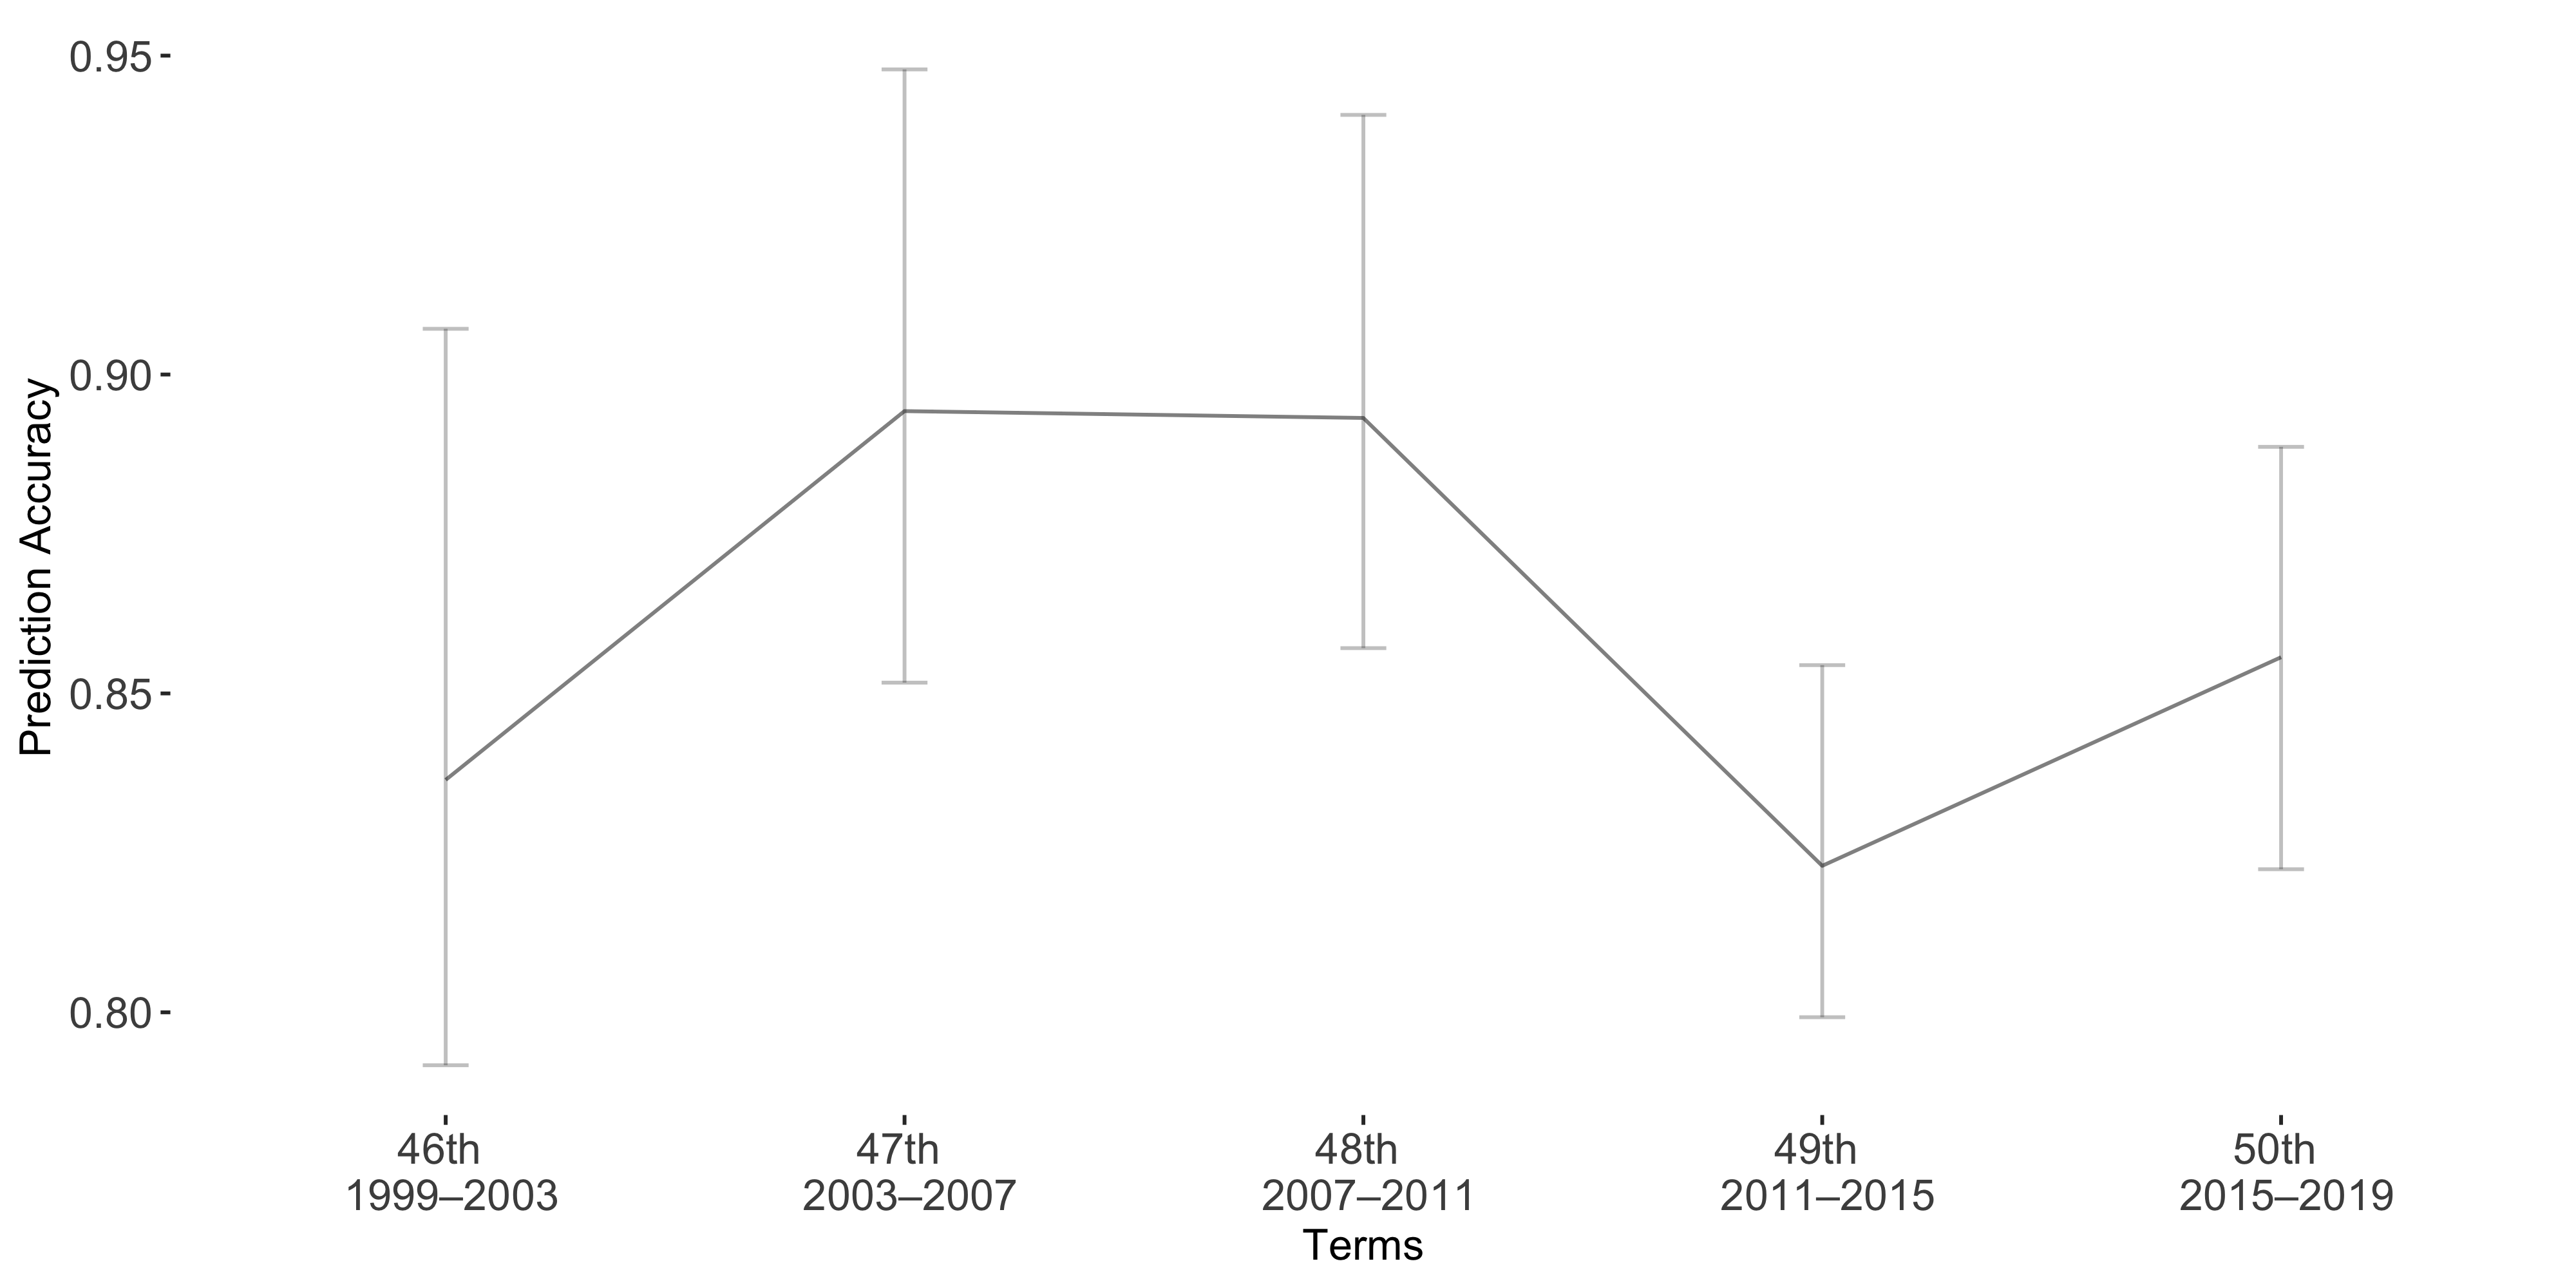 0.95
0.90
0.85
0.80
Prediction Accuracy
46th
1999–2003
47th
2003–2007
48th
2007–2011
49th
2011–2015
50th
2015–2019
Terms